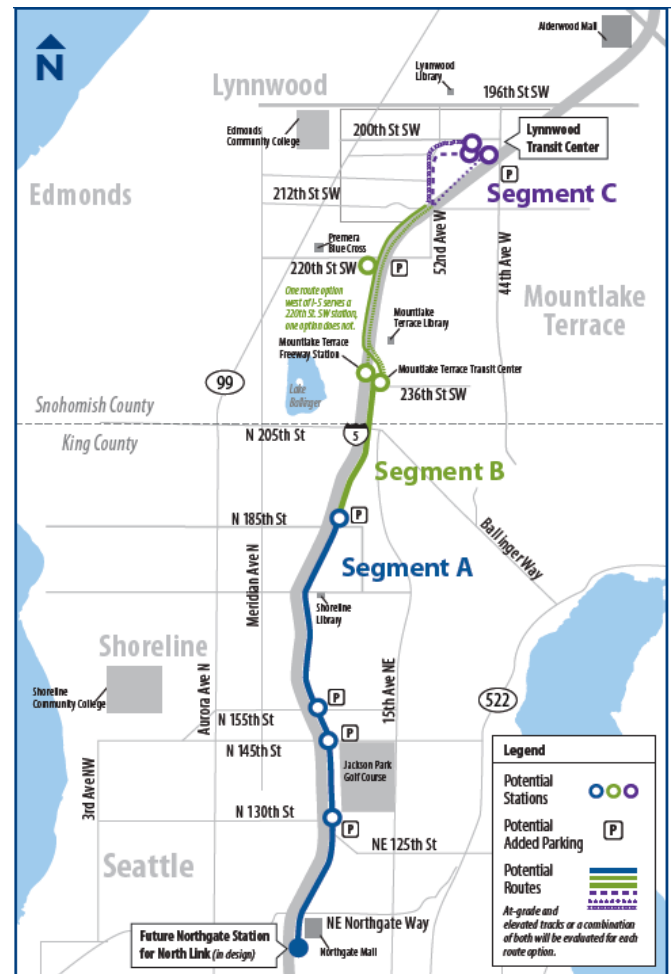 Alderwood Mall
N
Lynnwood
Library
Lynnwood
196th St SW
Edmonds
Community College
200th St SW
Lynnwood
Transit Center
P
Segment C
Edmonds
212th St SW
52nd Ave W
44th Ave W
Premera
Blue Cross
220th St SW
P
One route option
west of I-5 serves a
220th St. SW station,
one option does not.
Mountlake
Terrace
Mountlake
Terrace Library
Mountlake Terrace
Freeway Station
Mountlake Terrace Transit Center
99
Lake
Ballinger
236th St SW
Snohomish County
King County
N 205th St
5
Segment B
N 185th St
P
Ballinger Way
Segment A
Meridian Ave N
Shoreline
Library
Shoreline
Shoreline
Community College
Aurora Ave N
15th Ave NE
522
P
N 155th St
P
N 145th St
3rd Ave NW
Jackson Park
Golf Course
N 130th St
P
NE 125th St
Seattle
NE Northgate Way
Future Northgate Station
for North Link (in design)
Northgate Mall
Legend
Potential
Stations
Potential
Added Parking
P
Potential
Routes
At-grade and
elevated tracks or a combination
of both will be evaluated for each
route option.